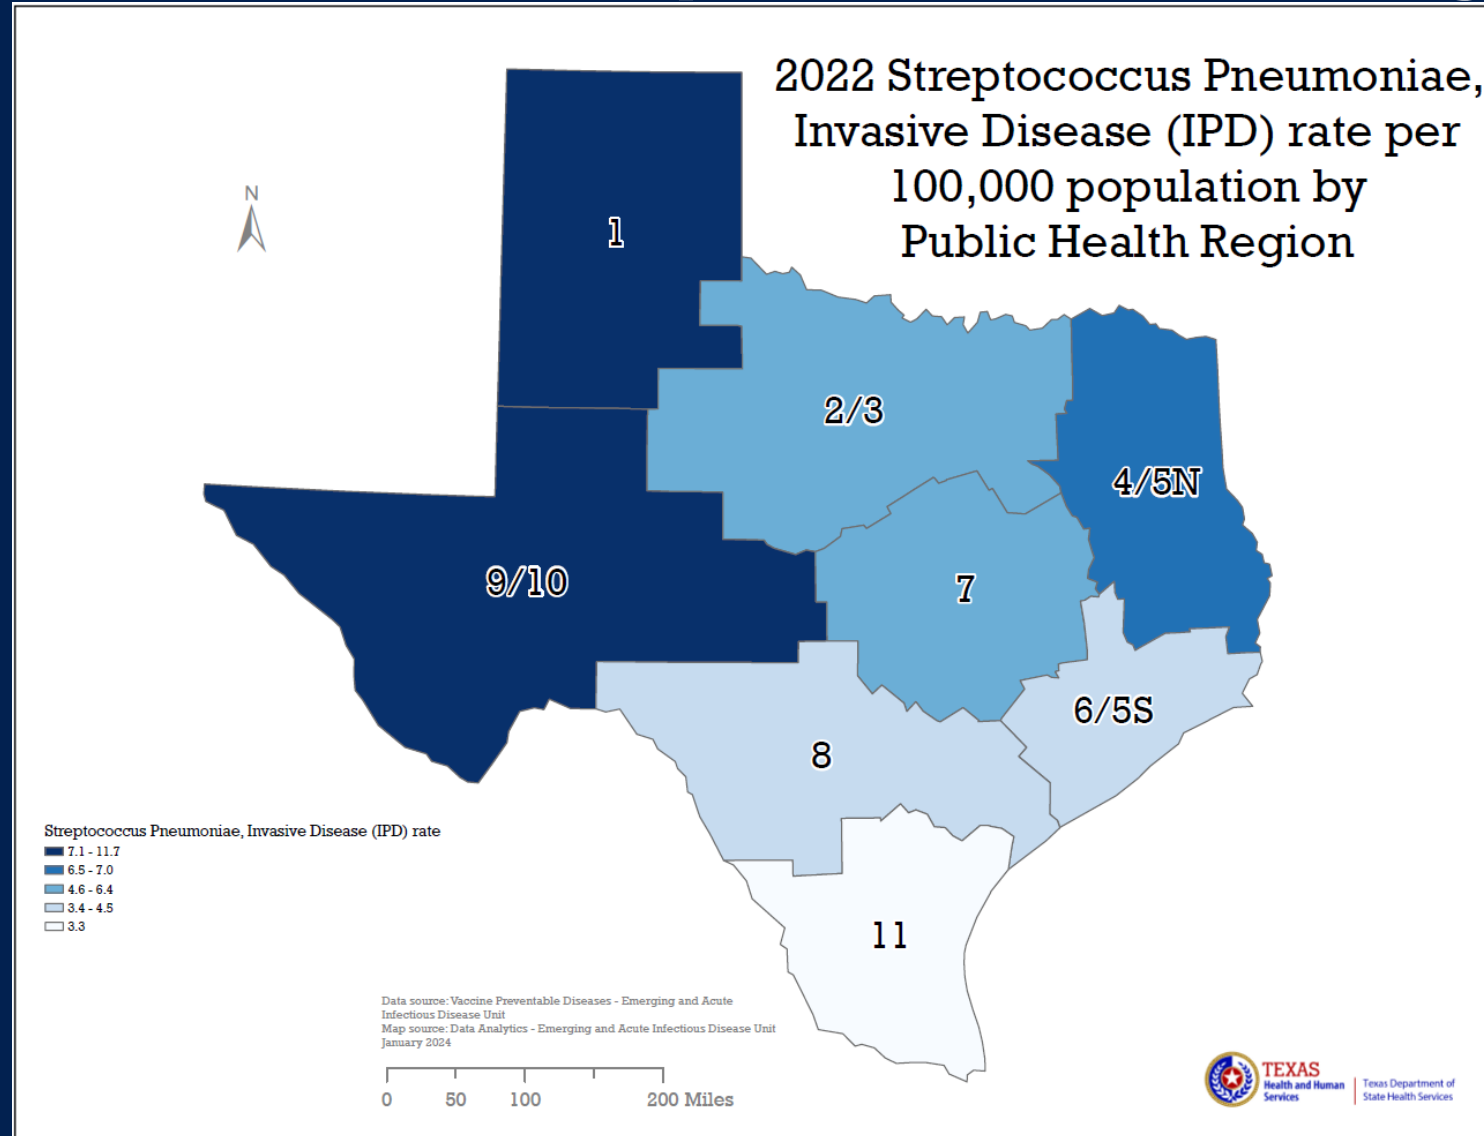 2022 Streptococcus Pneumoniae,
Invasive Disease (IPD) rate per
100,000 population by
Public Health Region
N
1
2/3
4/5N
9/10
7
6/5S
8
11
Streptococcus Pneumoniae, Invasive Disease (IPD) rate
7.1 - 11.7
6.5 - 7.0
4.6 - 6.4
3.4 - 4.5
3.3
Data source: Vaccine Preventable Diseases - Emerging and Acute
Infectious Disease Unit
Map source: Data Analytics - Emerging and Acute Infectious Disease Unit
January 2024
0 50 100 200 Miles
TEXAS
Health and Human
Services
Texas Department of
State Health Services